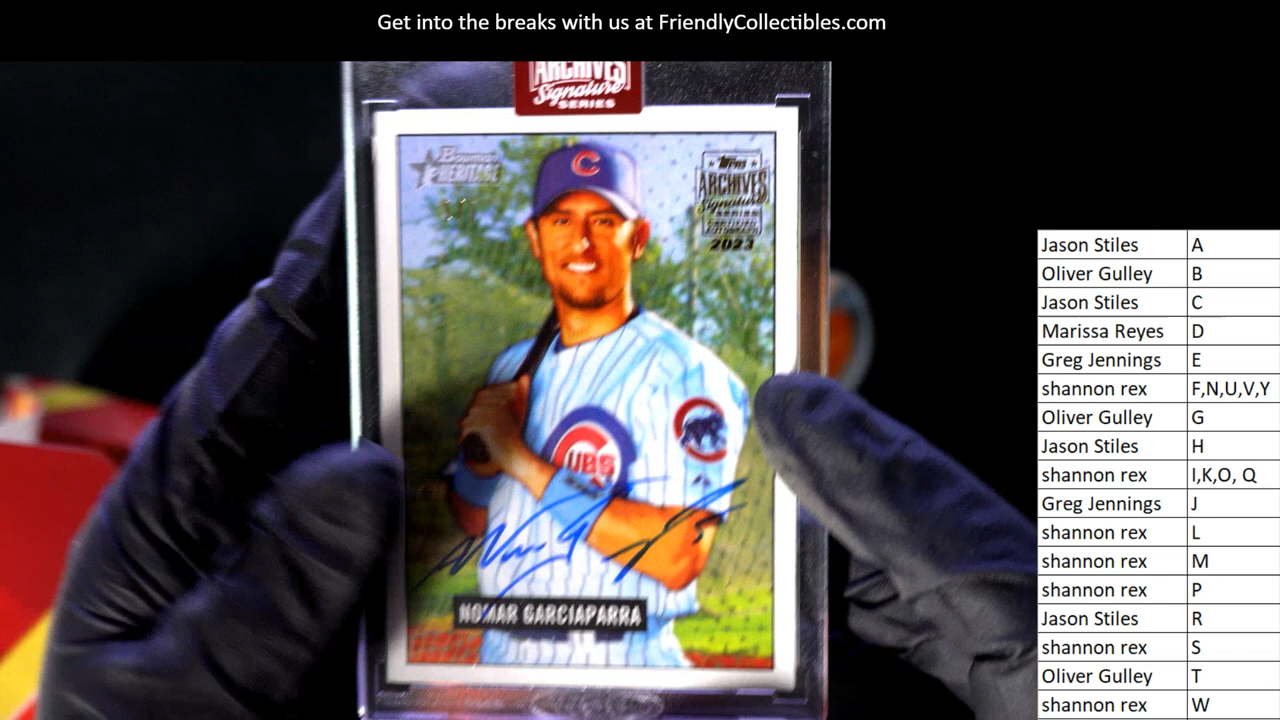 Get into the breaks with us at FriendlyCollectibles.com
ARCHIVES
Signature
SERIES
Bowman
HERITAGE
Topps
ARCHIVES
Signature
SERIES
2023
C
CUBS
NOMAR GARCIAPARRA
Jason Stiles A
Oliver Gulley B
Jason Stiles C
Marissa Reyes D
Greg Jennings E
shannon rex F,N,U,V,Y
Oliver Gulley G
Jason Stiles H
shannon rex I,K,O, Q
Greg Jennings J
shannon rex L
shannon rex M
shannon rex P
Jason Stiles R
shannon rex S
Oliver Gulley T
shannon rex W